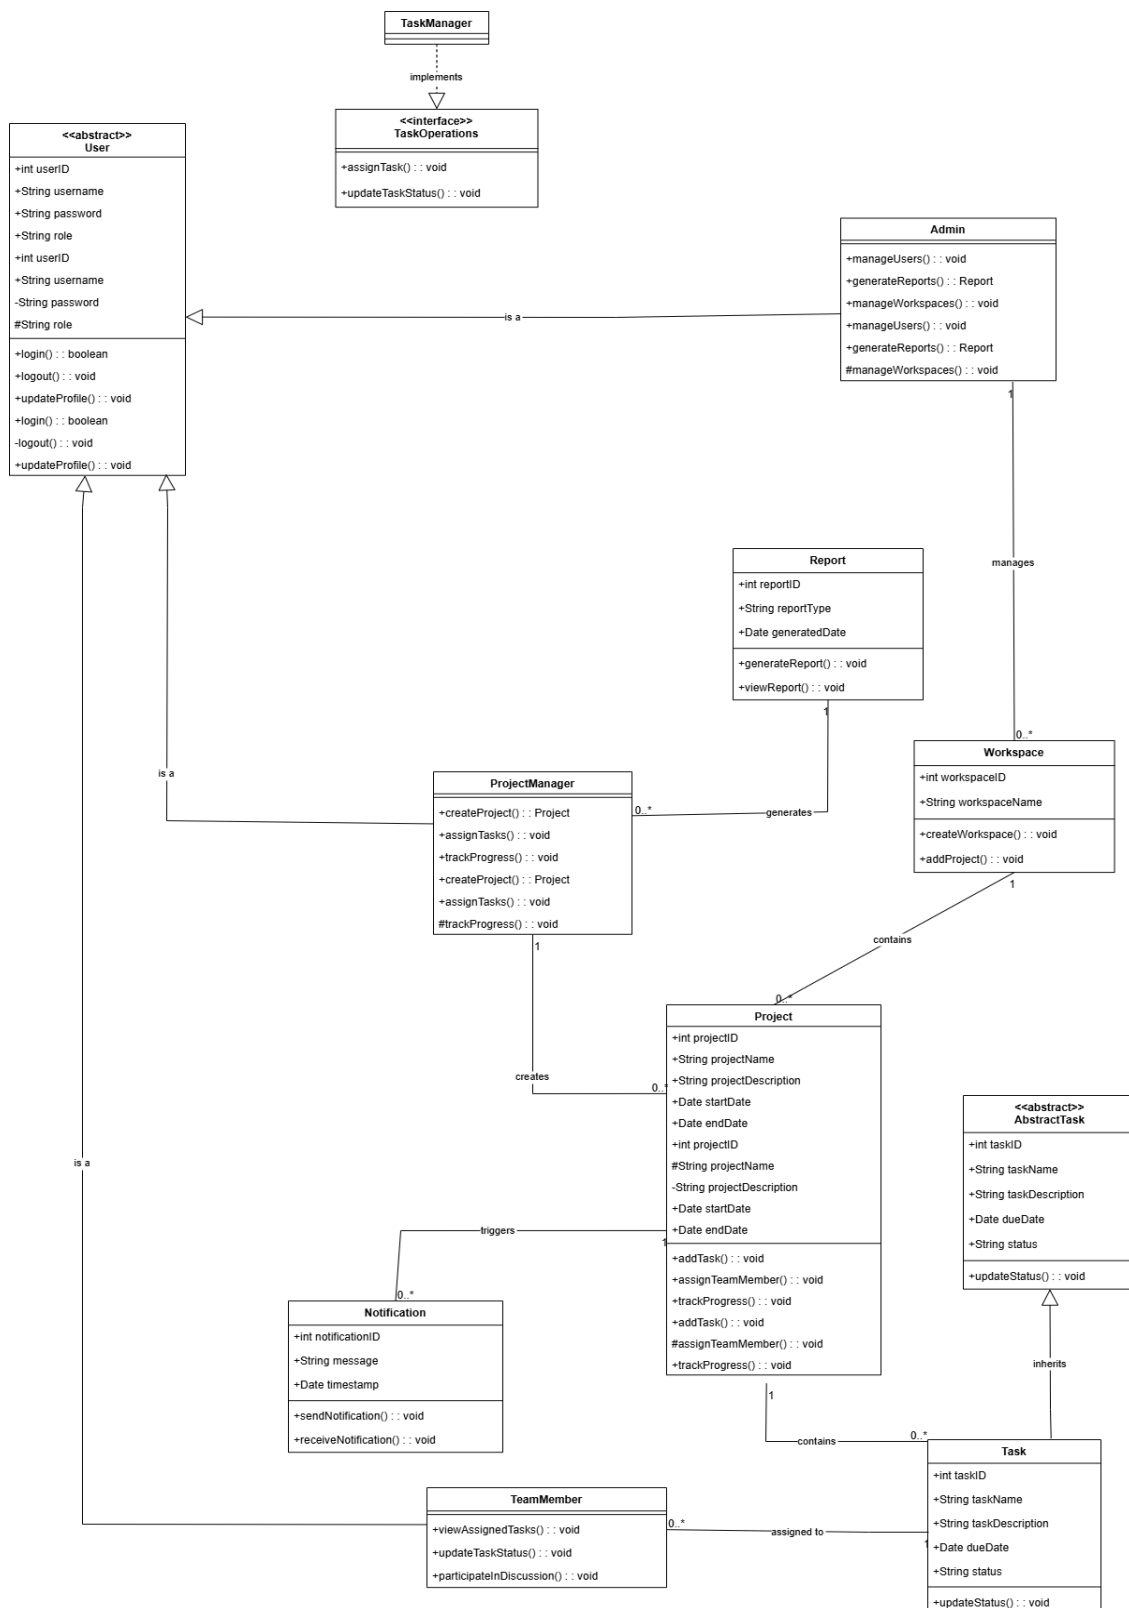 TaskManager
implements
<<interface>>
TaskOperations
+assignTask() : : void
+updateTaskStatus() : : void
<<abstract>>
User
+int userID
+String username
+String password
+String role
+int userID
+String username
-String password
#String role
+login() : : boolean
+logout() : : void
+updateProfile() : : void
+login() : : boolean
-logout() : : void
+updateProfile() : : void
Admin
+manageUsers() : : void
+generateReports() : : Report
+manageWorkspaces() : : void
+manageUsers() : : void
+generateReports() : : Report
#manageWorkspaces() : : void
is a
1
manages
0..*
Report
+int reportID
+String reportType
+Date generatedDate
+generateReport() : : void
+viewReport() : : void
1
generates
0..*
Workspace
+int workspaceID
+String workspaceName
+createWorkspace() : : void
+addProject() : : void
1
contains
0..*
is a
ProjectManager
+createProject() : : Project
+assignTasks() : : void
+trackProgress() : : void
+createProject() : : Project
+assignTasks() : : void
#trackProgress() : : void
1
creates
0..*
Project
+int projectID
+String projectName
+String projectDescription
+Date startDate
+Date endDate
+int projectID
#String projectName
-String projectDescription
+Date startDate
+Date endDate
+addTask() : : void
+assignTeamMember() : : void
+trackProgress() : : void
+addTask() : : void
#assignTeamMember() : : void
+trackProgress() : : void
<<abstract>>
AbstractTask
+int taskID
+String taskName
+String taskDescription
+Date dueDate
+String status
+updateStatus() : : void
inherits
is a
triggers
1
0..*
Notification
+int notificationID
+String message
+Date timestamp
+sendNotification() : : void
+receiveNotification() : : void
1
contains
0..*
Task
+int taskID
+String taskName
+String taskDescription
+Date dueDate
+String status
+updateStatus() : : void
TeamMember
+viewAssignedTasks() : : void
+updateTaskStatus() : : void
+participateInDiscussion() : : void
0..*
assigned to
1